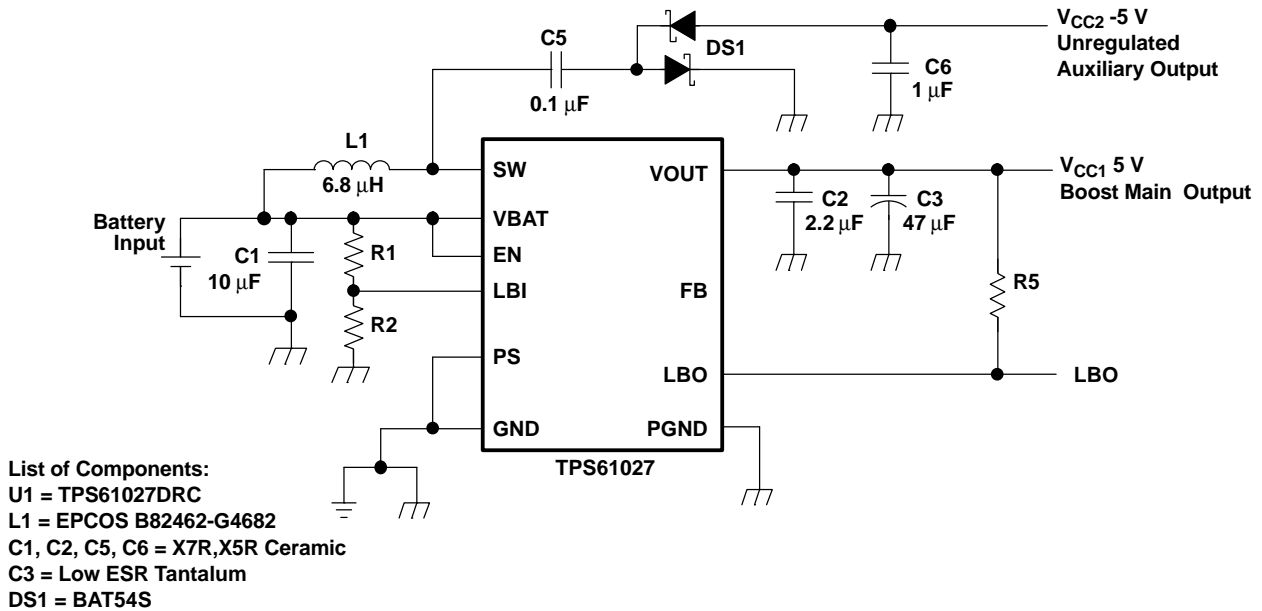 V_CC2 -5 V
Unregulated
Auxiliary Output
C5
0.1 µF
DS1
C6
1 µF
L1
6.8 µH
SW
VOUT
V_CC1 5 V
Boost Main  Output
C2
2.2 µF
C3
47 µF
Battery
Input
VBAT
C1
10 µF
R1
EN
LBI
FB
R5
R2
PS
LBO
LBO
GND
PGND
TPS61027
List of Components:
U1 = TPS61027DRC
L1 = EPCOS B82462-G4682
C1, C2, C5, C6 = X7R,X5R Ceramic
C3 = Low ESR Tantalum
DS1 = BAT54S